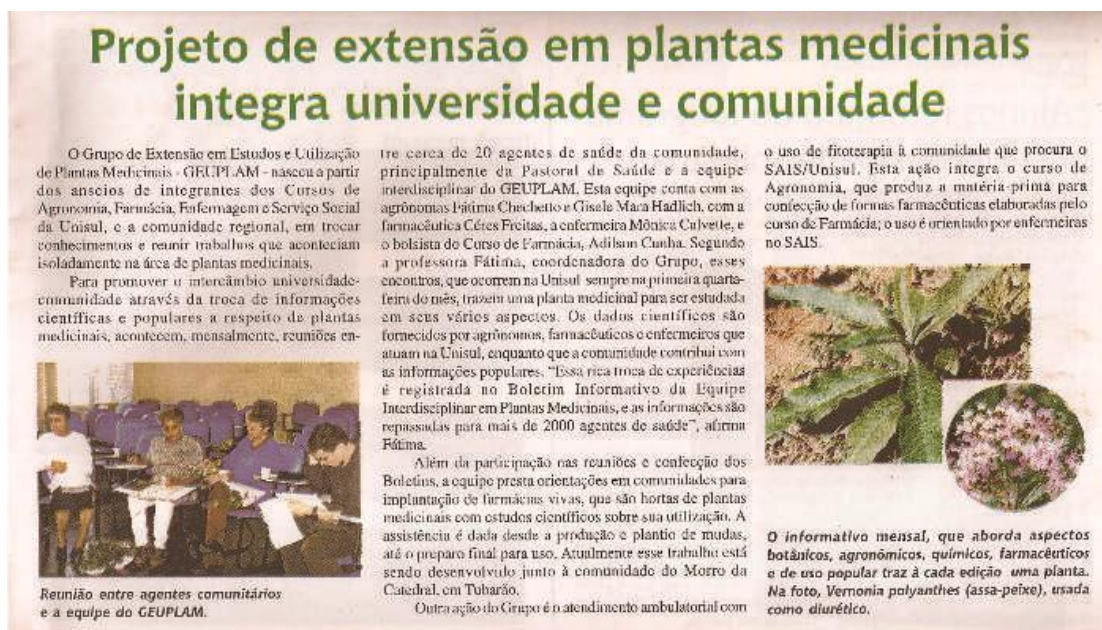 Projeto de extensão em plantas medicinais
integra universidade e comunidade
O Grupo de Extensão em Estudos e Utilização
de Plantas Medicinais - GEUPLAM - nasceu a partir
dos anseios de integrantes dos Cursos de
Agronomia, Farmácia, Enfermagem e Serviço Social
da Unisul, e a comunidade regional, em trocar
conhecimentos e reunir trabalhos que aconteciam
isoladamente na área de plantas medicinais.
Para promover o intercâmbio universidade-
comunidade através da troca de informações
científicas e populares a respeito de plantas
medicinais, acontecem, mensalmente, reuniões en-
Reunião entre agentes comunitários
e a equipe do GEUPLAM.
tre cerca de 20 agentes de saúde da comunidade,
principalmente da Pastoral de Saúde e a equipe
interdisciplinar do GEUPLAM. Esta equipe conta com as
agrônomas Fátima Chechetto e Gisele Mara Hadlich, com a
farmacêutica Céres Freitas, a enfermeira Mônica Calvette, e
o bolsista do Curso de Farmácia, Adilson Cunha. Segundo
a professora Fátima, coordenadora do Grupo, esses
encontros, que ocorrem na Unisul sempre na primeira quarta-
feira do mês, trazem uma planta medicinal para ser estudada
em seus vários aspectos. Os dados científicos são
fornecidos por agrônomos, farmacêuticos e enfermeiros que
atuam na Unisul, enquanto que a comunidade contribui com
as informações populares. “Essa rica troca de experiências
é registrada no Boletim Informativo da Equipe
Interdisciplinar em Plantas Medicinais, e as informações são
repassadas para mais de 2000 agentes de saúde”, afirma
Fátima.
Além da participação nas reuniões e confecção dos
Boletins, a equipe presta orientações em comunidades para
implantação de farmácias vivas, que são hortas de plantas
medicinais com estudos científicos sobre sua utilização. A
assistência é dada desde a produção e plantio de mudas,
até o preparo final para uso. Atualmente esse trabalho está
sendo desenvolvido junto à comunidade do Morro da
Catedral, em Tubarão.
Outra ação do Grupo é o atendimento ambulatorial com
o uso de fitoterapia à comunidade que procura o
SAIS/Unisul. Esta ação integra o curso de
Agronomia, que produz a matéria-prima para
confecção de formas farmacêuticas elaboradas pelo
curso de Farmácia; o uso é orientado por enfermeiras
no SAIS.
O informativo mensal, que aborda aspectos
botânicos, agronômicos, químicos, farmacêuticos
e de uso popular traz à cada edição uma planta.
Na foto, Vernonia polyanthes (assa-peixe), usada
como diurético.